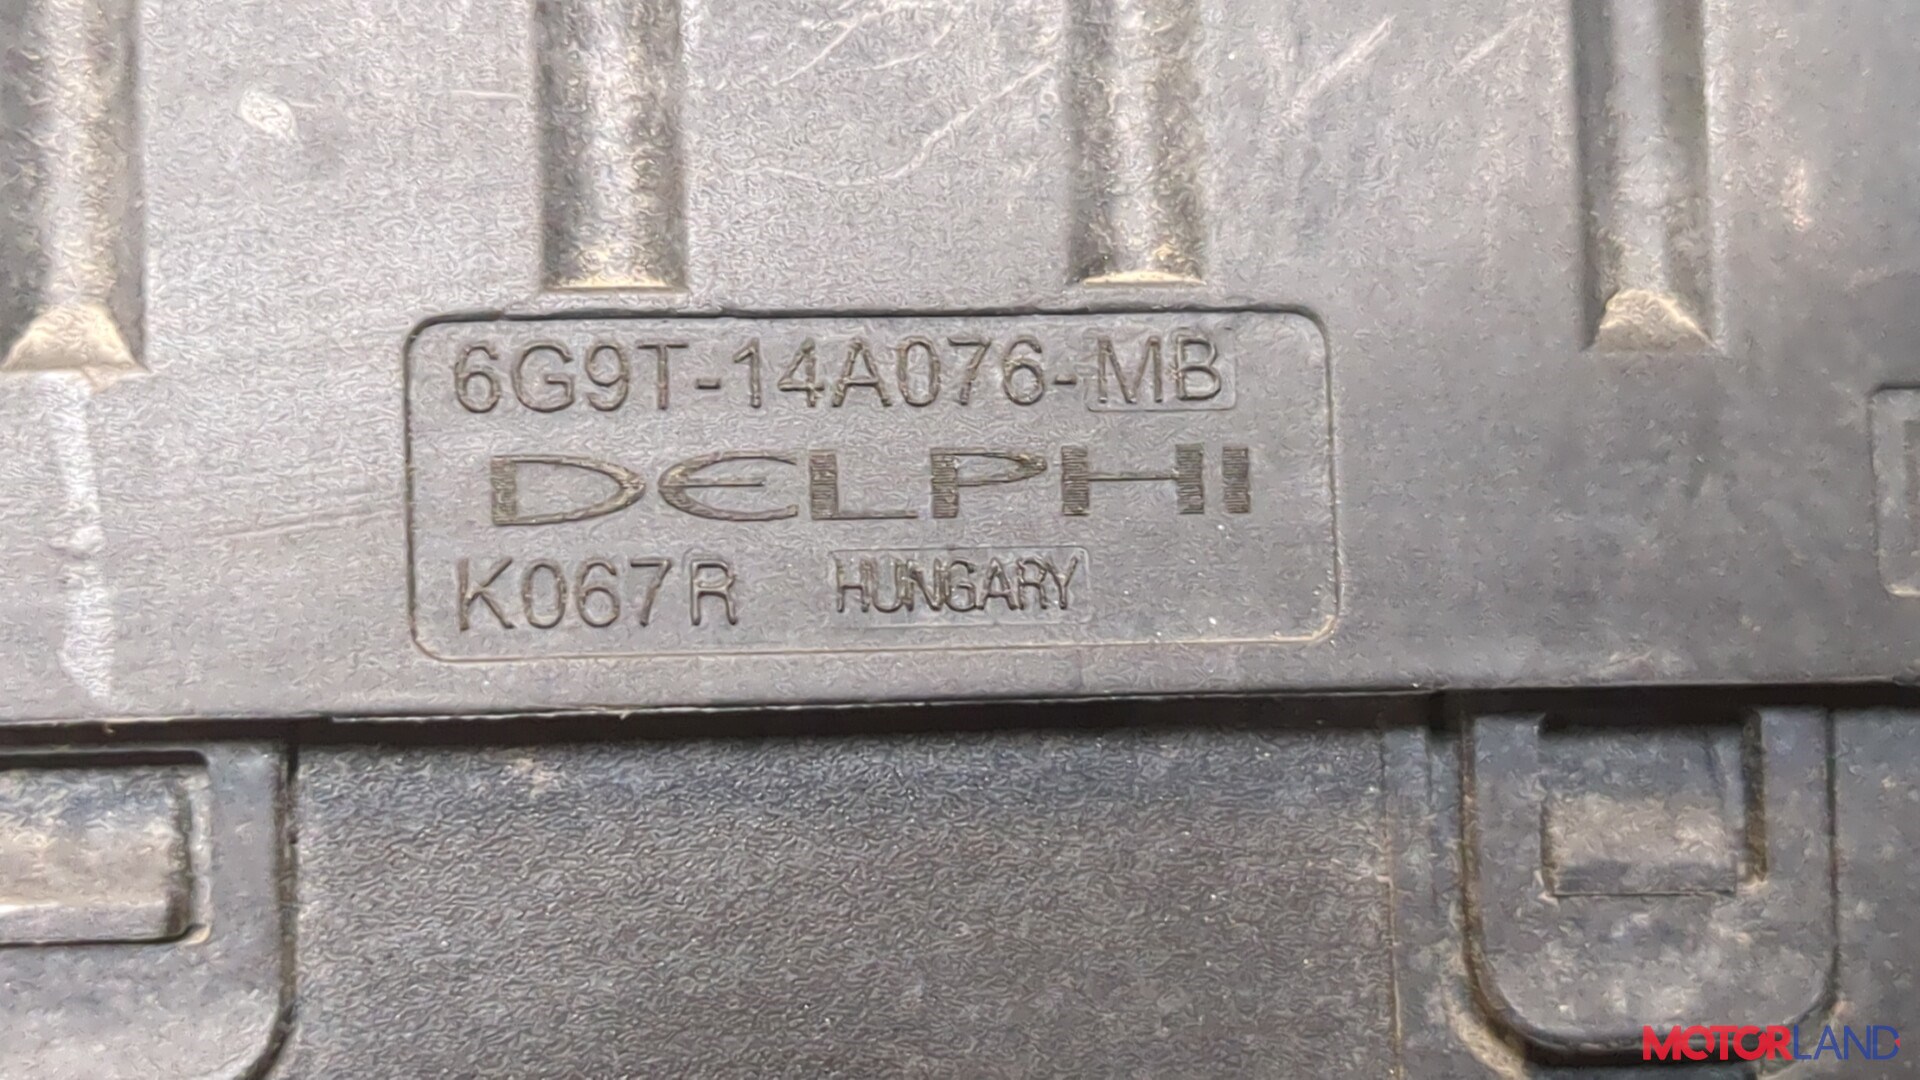 6G9T-14A076-MB
DELPHI
K067R HUNGARY
MOTORLAND